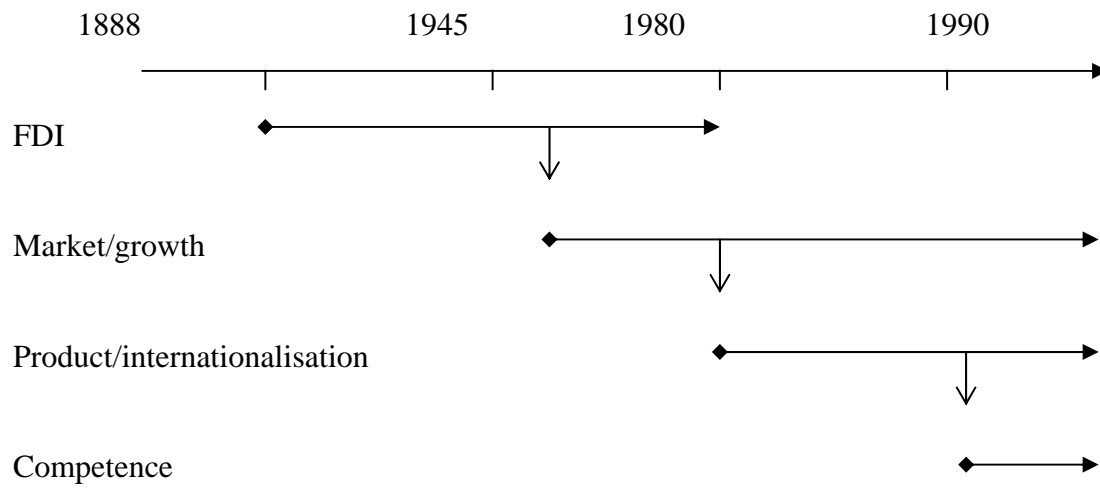 1888 1945 1980 1990
FDI
Market/growth
Product/internationalisation
Competence